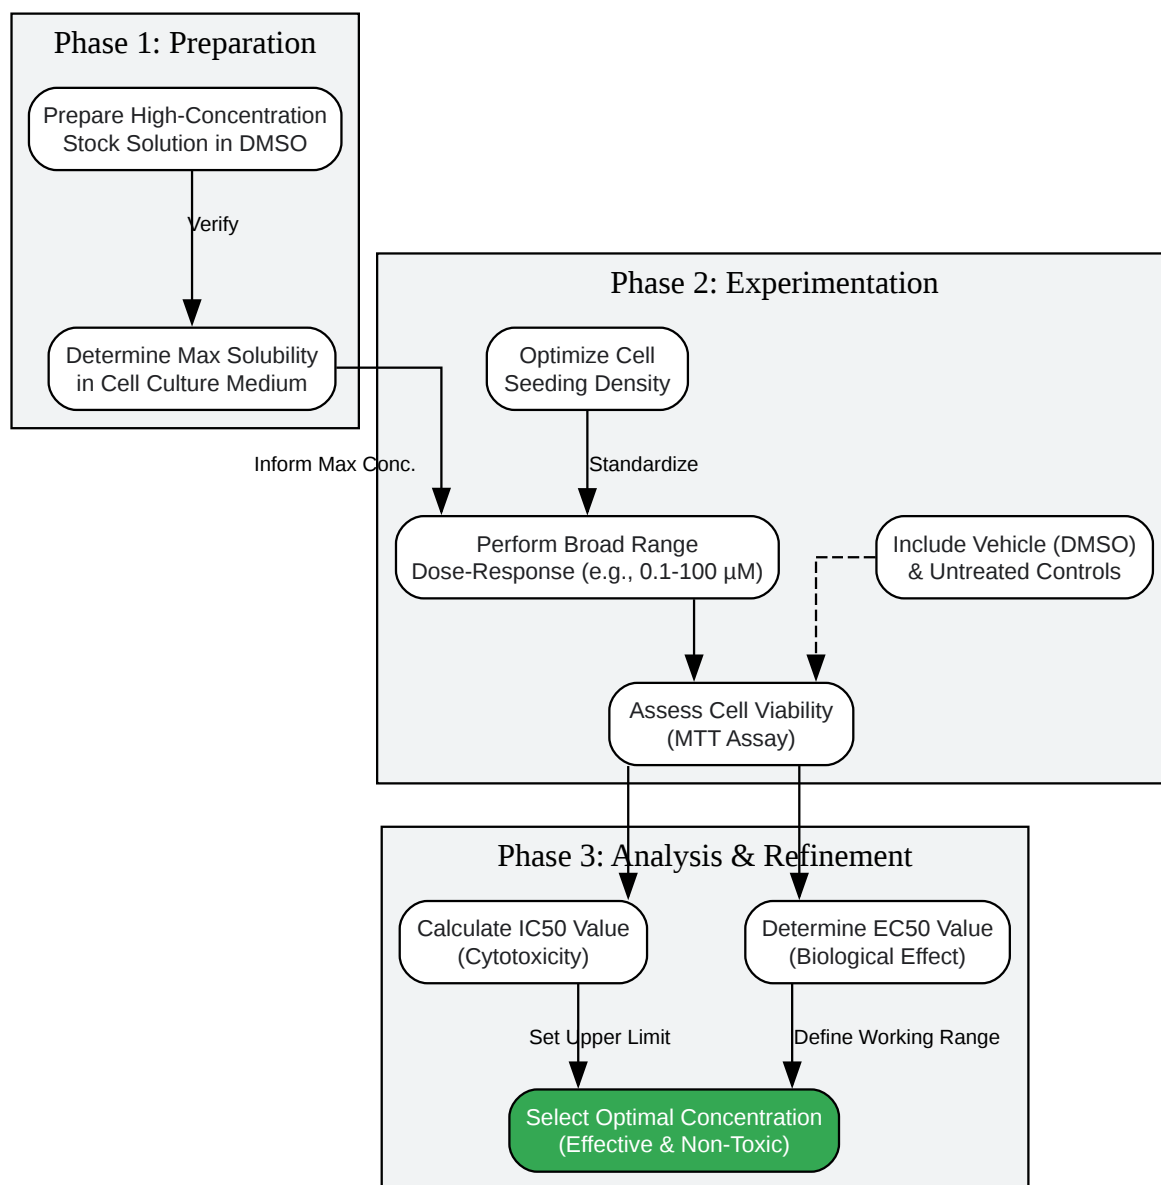 Phase 1: Preparation
Prepare High-Concentration
Stock Solution in DMSO
Verify
Determine Max Solubility
in Cell Culture Medium
Inform Max Conc.
Phase 2: Experimentation
Optimize Cell
Seeding Density
Standardize
Perform Broad Range
Dose-Response (e.g., 0.1-100 µM)
Include Vehicle (DMSO)
& Untreated Controls
Assess Cell Viability
(MTT Assay)
Phase 3: Analysis & Refinement
Calculate IC50 Value
(Cytotoxicity)
Determine EC50 Value
(Biological Effect)
Set Upper Limit
Define Working Range
Select Optimal Concentration
(Effective & Non-Toxic)